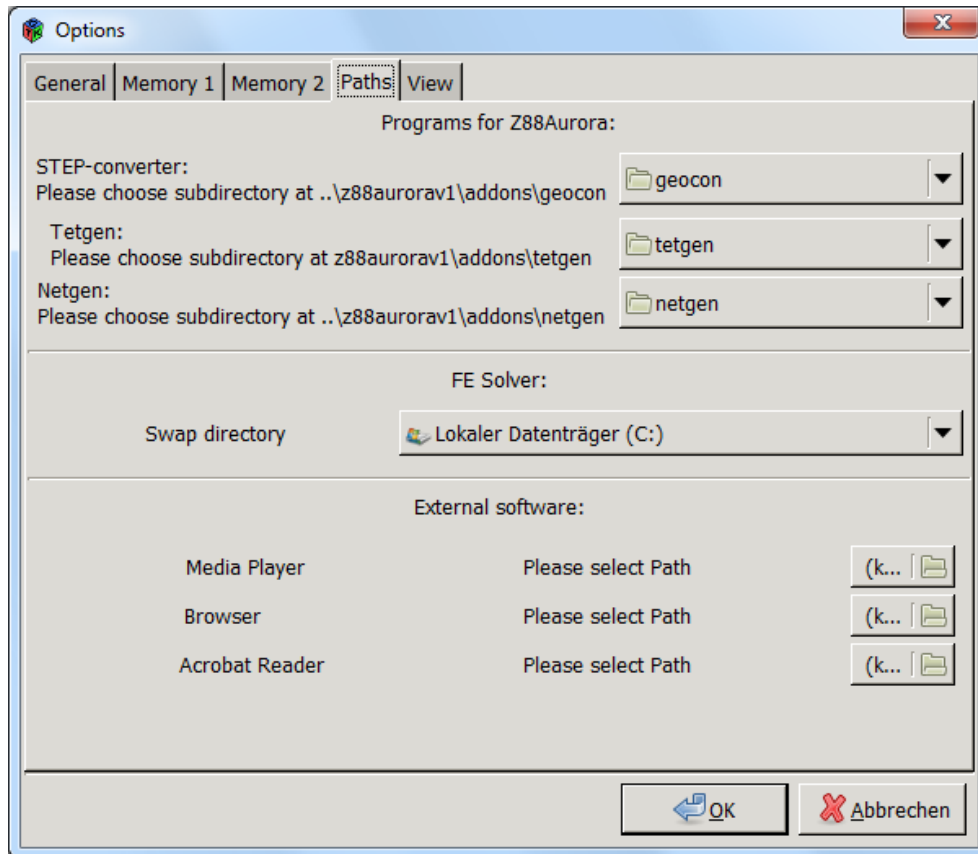 Options
General Memory 1 Memory 2 Paths View
Programs for Z88Aurora:
STEP-converter:
Please choose subdirectory at ..\z88aurorav1\addons\geocon
geocon
Tetgen:
Please choose subdirectory at z88aurorav1\addons\tetgen
tetgen
Netgen:
Please choose subdirectory at ..\z88aurorav1\addons\netgen
netgen
FE Solver:
Swap directory Lokaler Datenträger (C:)
External software:
Media Player Please select Path (k...
Browser Please select Path (k...
Acrobat Reader Please select Path (k...
OK Abbrechen